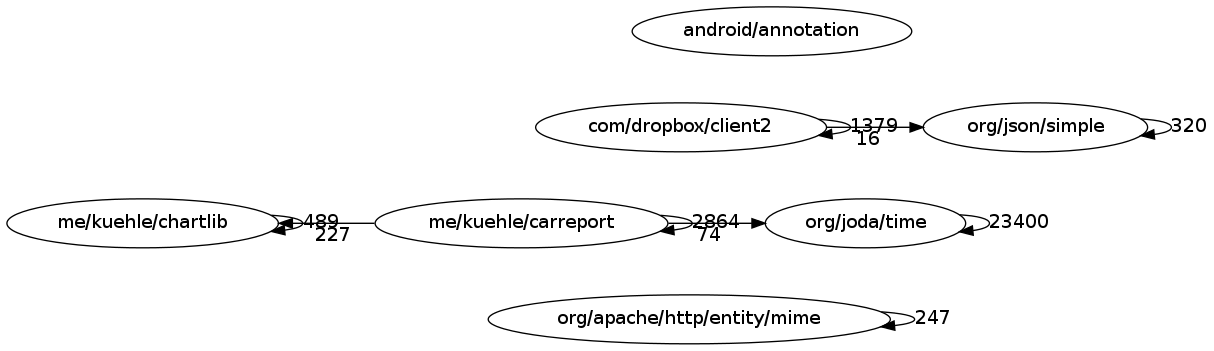 android/annotation
com/dropbox/client2
1379
16
org/json/simple
320
me/kuehle/chartlib
489
227
me/kuehle/carreport
2864
74
org/joda/time
23400
org/apache/http/entity/mime
247